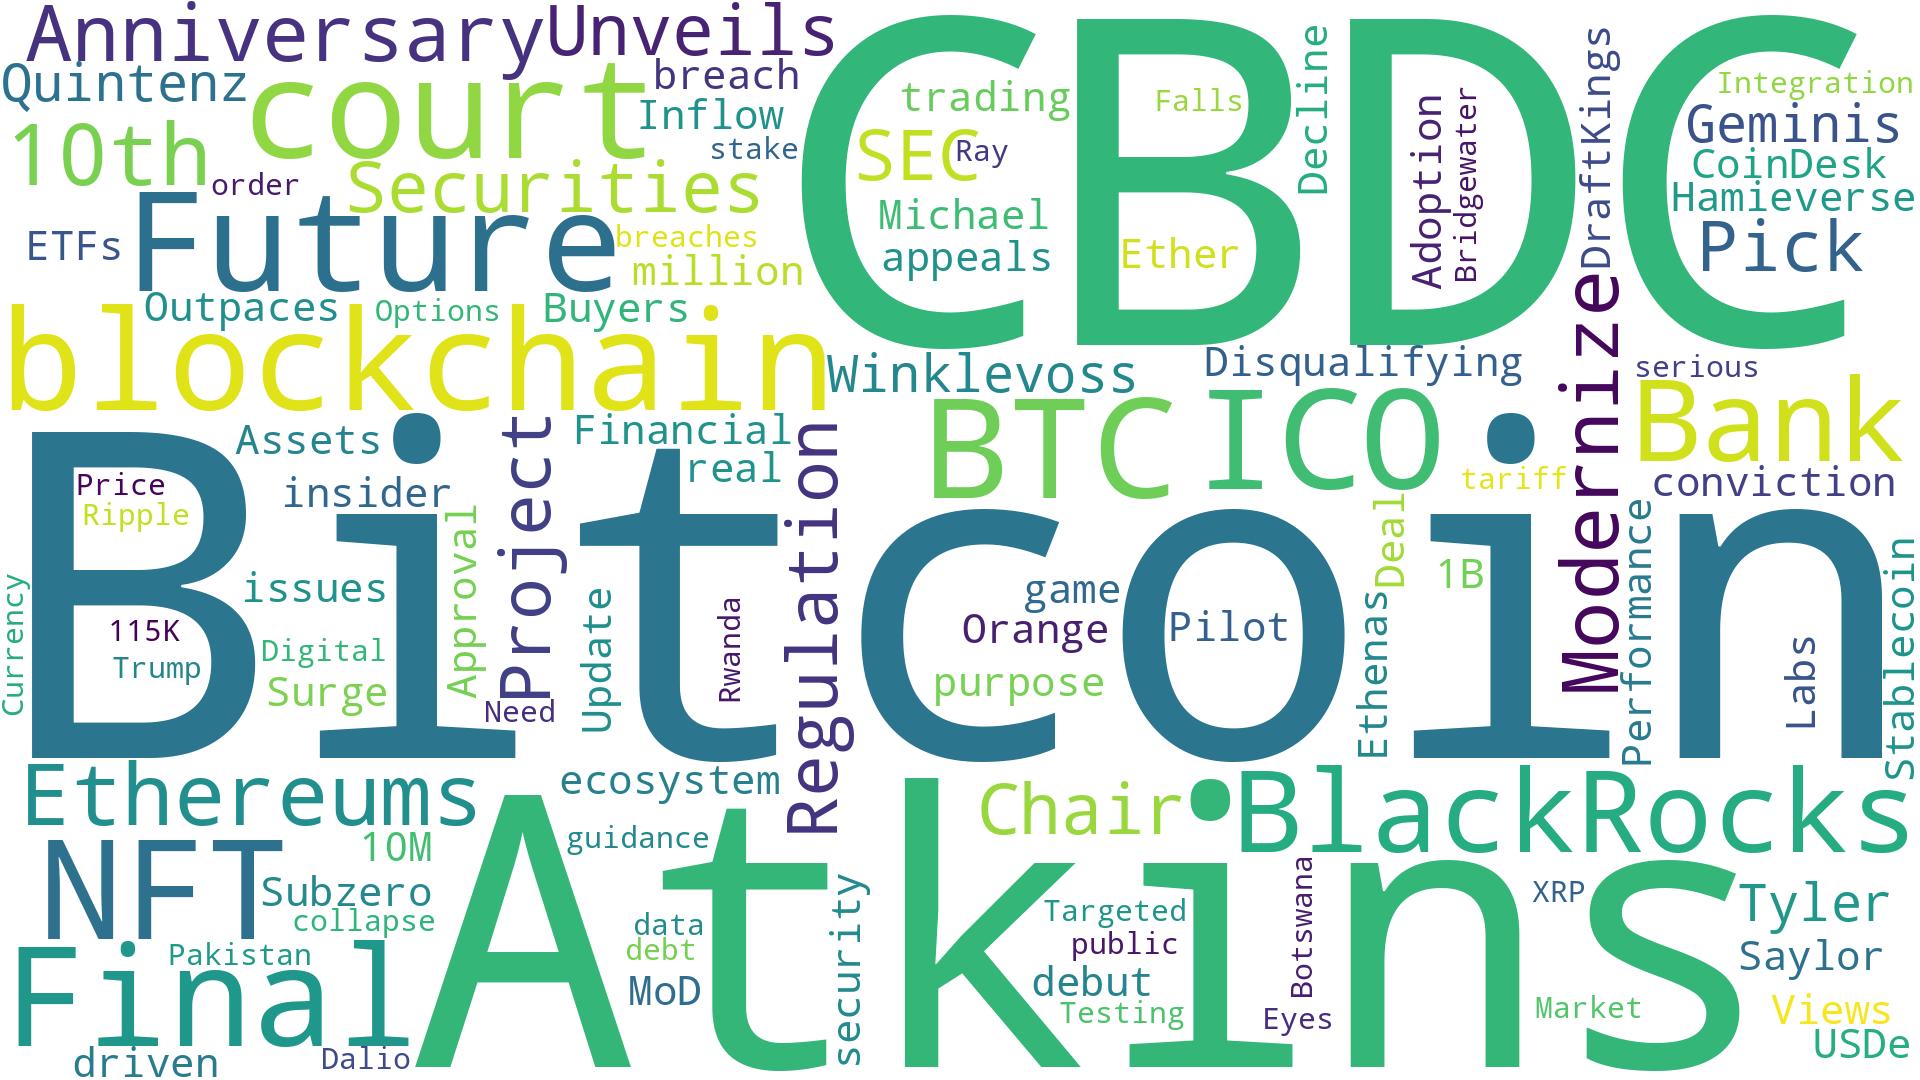 Anniversary
Unveils
Quintenz
court
breach
Inflow
stake
10th
order
Securities
Future
ETFs
breaches
million
Outpaces
Options
Buyers
blockchain
CBDC
trading
Falls
Decline
SEC
Ray
Michael
appeals
Ether
Adoption
Bridgewater
DraftKings
Integration
Geminis
CoinDesk
Hamieverse
Pick
Winklevoss
Disqualifying
Modernize
serious
BTC
ICO
Bank
tariff
conviction
Bitcoin
Assets
Price
Ripple
insider
Project
Financial
real
Regulation
Currency
115K
Trump
issues
Digital
Surge
Approval
Need
Update
Rwanda
game
Orange
Pilot
purpose
Deal
1B
Ethenas
Performance
Labs
Stablecoin
Ethereums
ecosystem
Chair
BlackRocks
NFT
10M
guidance
Subzero
collapse
Atkins
Final
Pakistan
driven
Dalio
data
debt
MoD
security
Targeted
public
debut
Testing
Botswana
Eyes
XRP
Market
Tyler
Saylor
Views
USDe